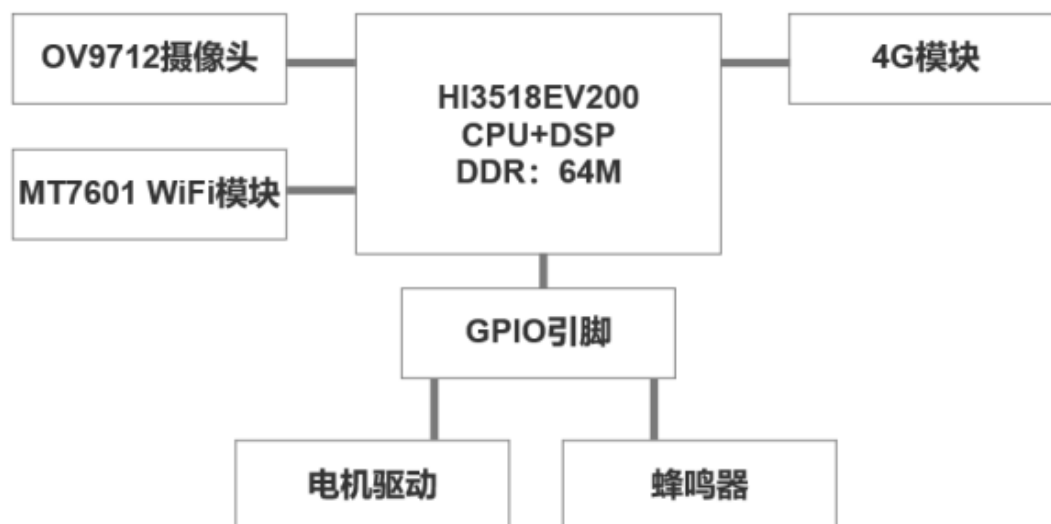 OV9712摄像头
HI3518EV200
CPU+DSP
DDR：64M
4G模块
MT7601 WiFi模块
GPIO引脚
电机驱动
蜂鸣器